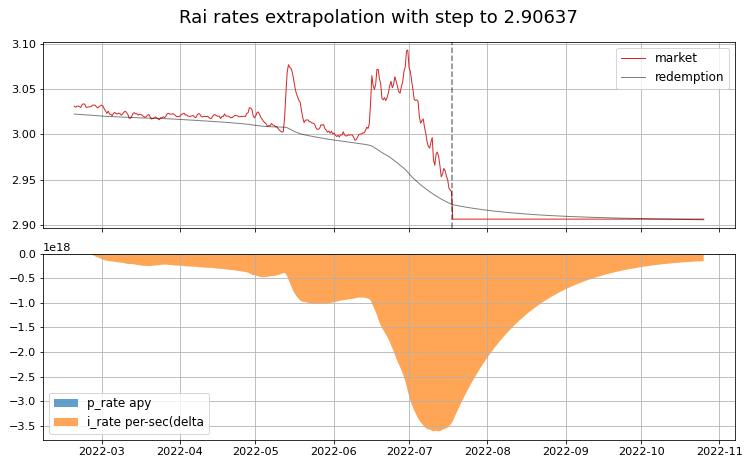 Rai rates extrapolation with step to 2.90637
3.10
3.05
3.00
2.95
2.90
market
redemption
1e18
0.0
−0.5
−1.0
−1.5
−2.0
−2.5
−3.0
−3.5
p_rate apy
i_rate per-sec(delta
2022-03 2022-04 2022-05 2022-06 2022-07 2022-08 2022-09 2022-10 2022-11